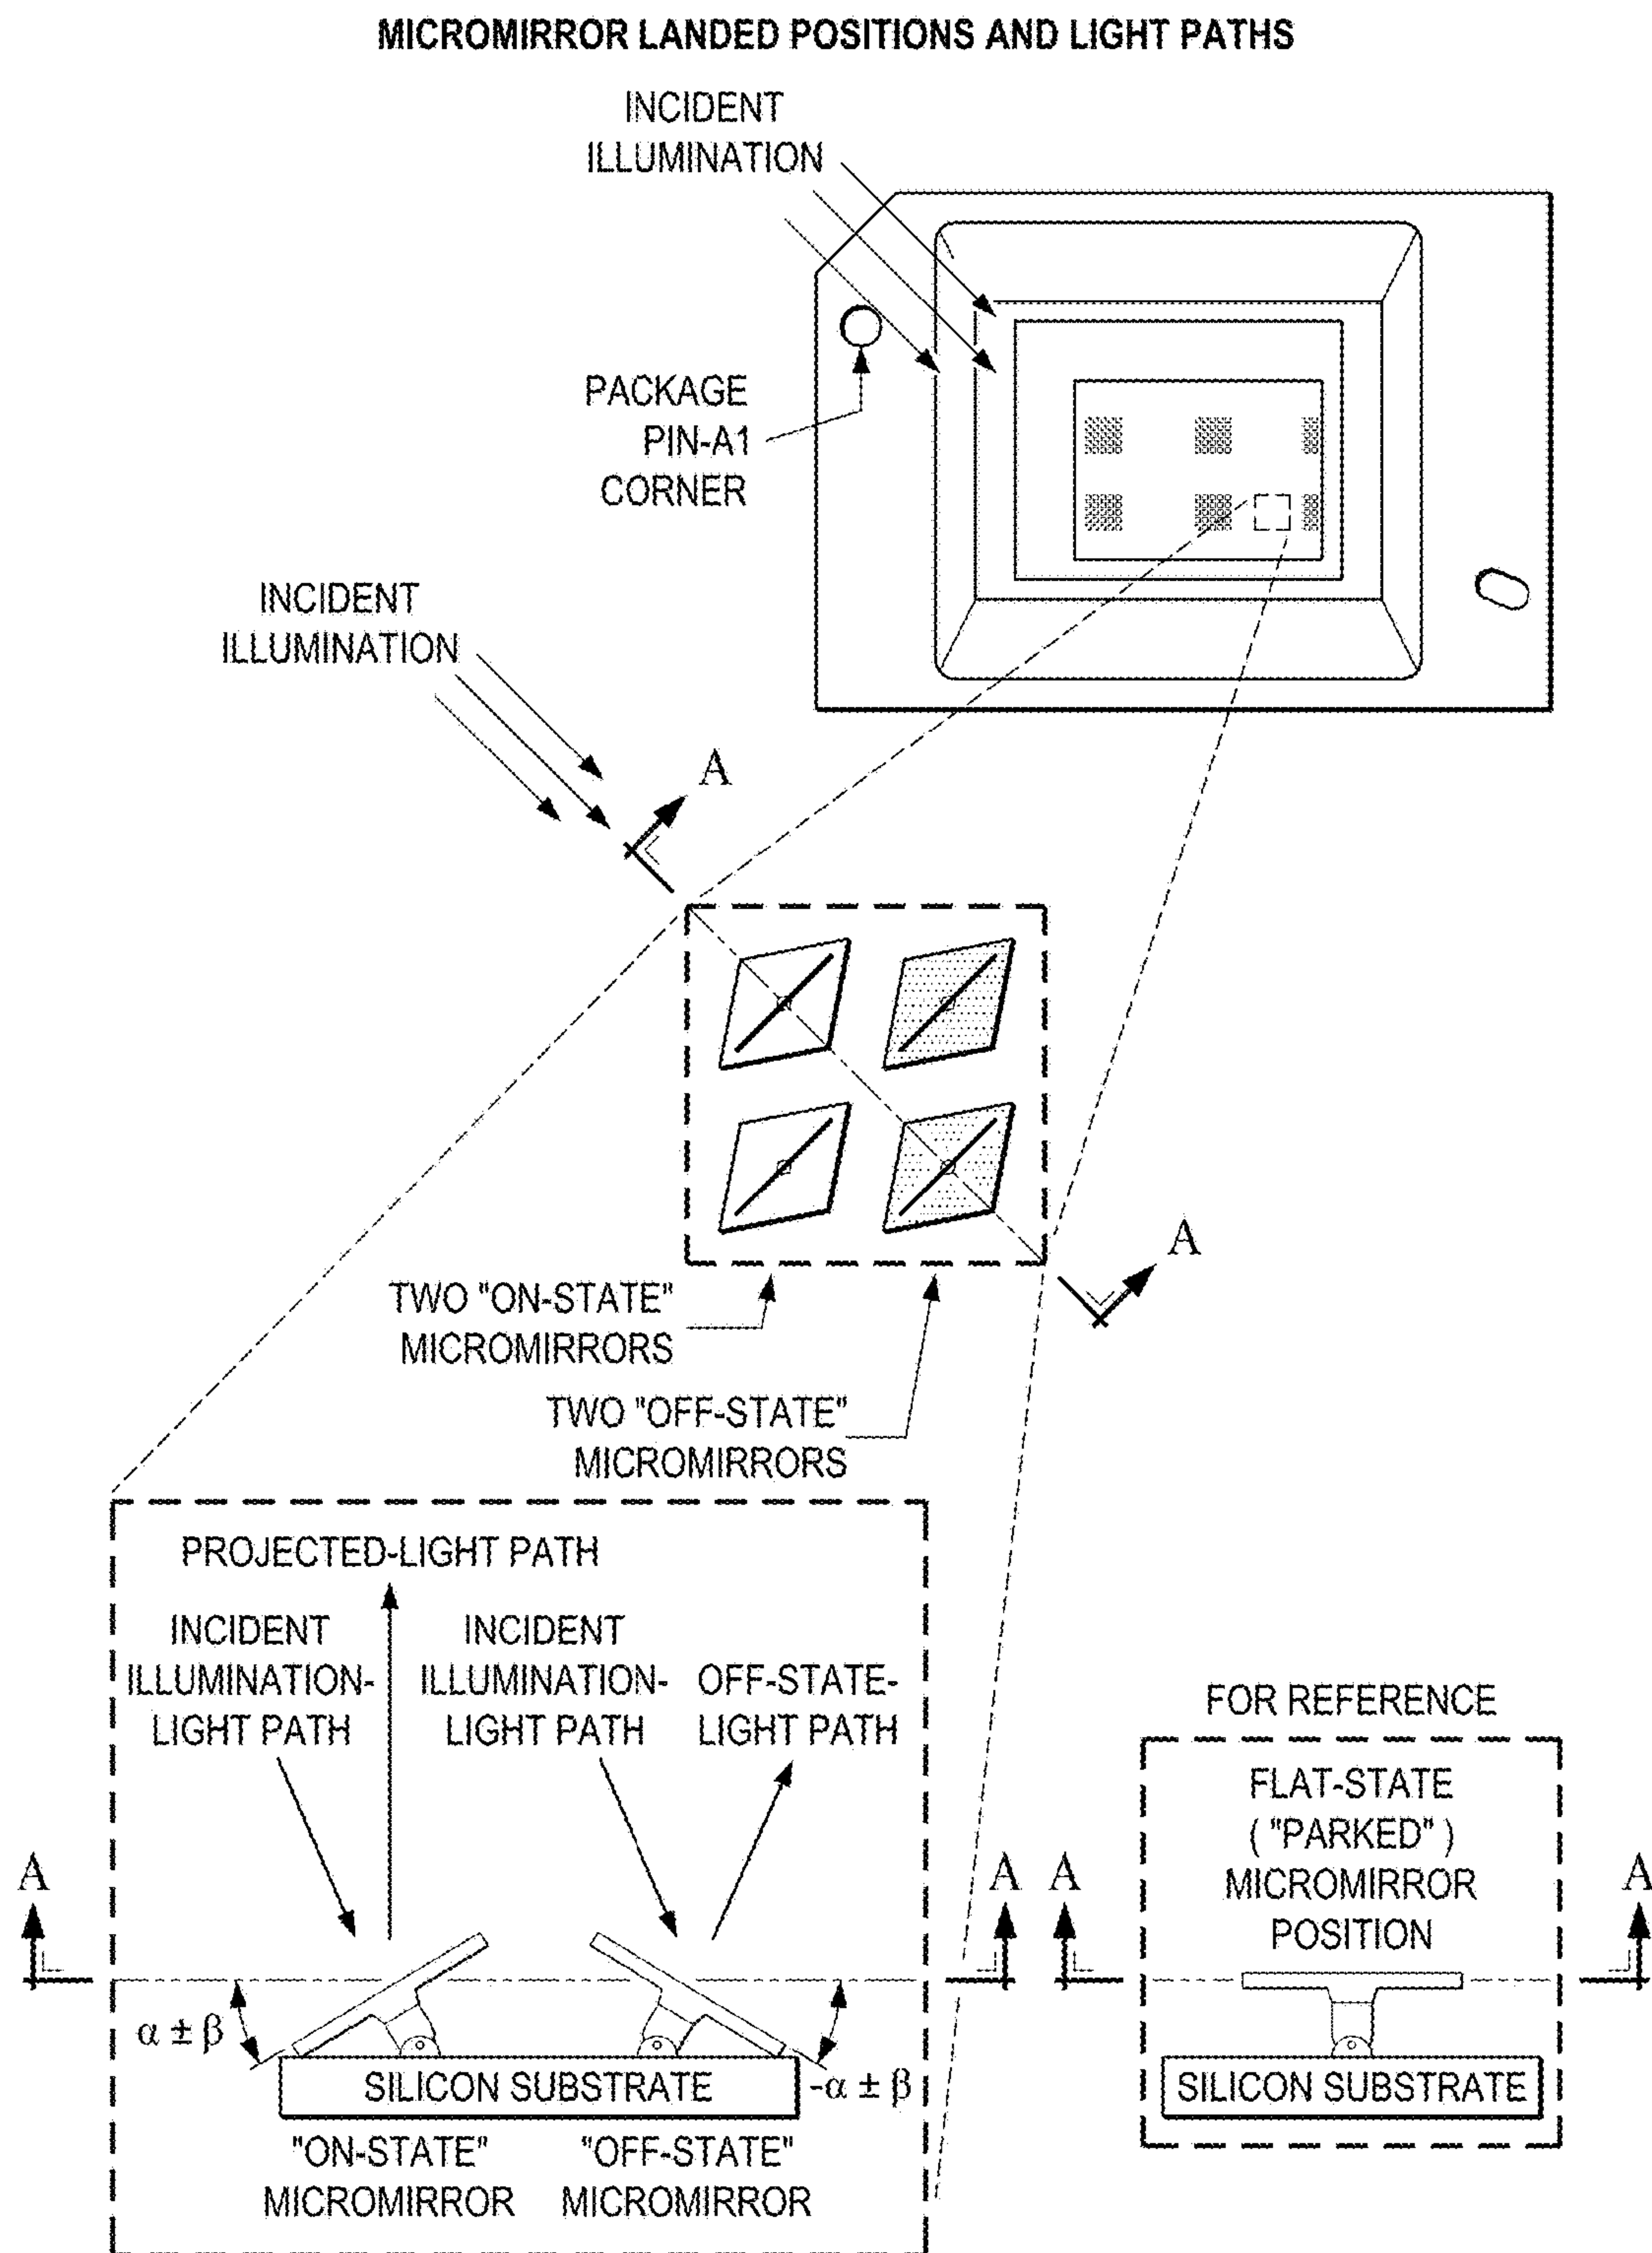 MICROMIRROR LANDED POSITIONS AND LIGHT PATHS
INCIDENT
ILLUMINATION
PACKAGE
PIN-A1
CORNER
INCIDENT
ILLUMINATION
A
A
TWO "ON-STATE"
MICROMIRRORS
TWO "OFF-STATE"
MICROMIRRORS
PROJECTED-LIGHT PATH
INCIDENT
ILLUMINATION-
LIGHT PATH
INCIDENT
ILLUMINATION-
LIGHT PATH
OFF-STATE-
LIGHT PATH
A
A
α ± β
-α ± β
SILICON SUBSTRATE
"ON-STATE"
MICROMIRROR
"OFF-STATE"
MICROMIRROR
FOR REFERENCE
FLAT-STATE
( "PARKED" )
MICROMIRROR
POSITION
A
A
SILICON SUBSTRATE